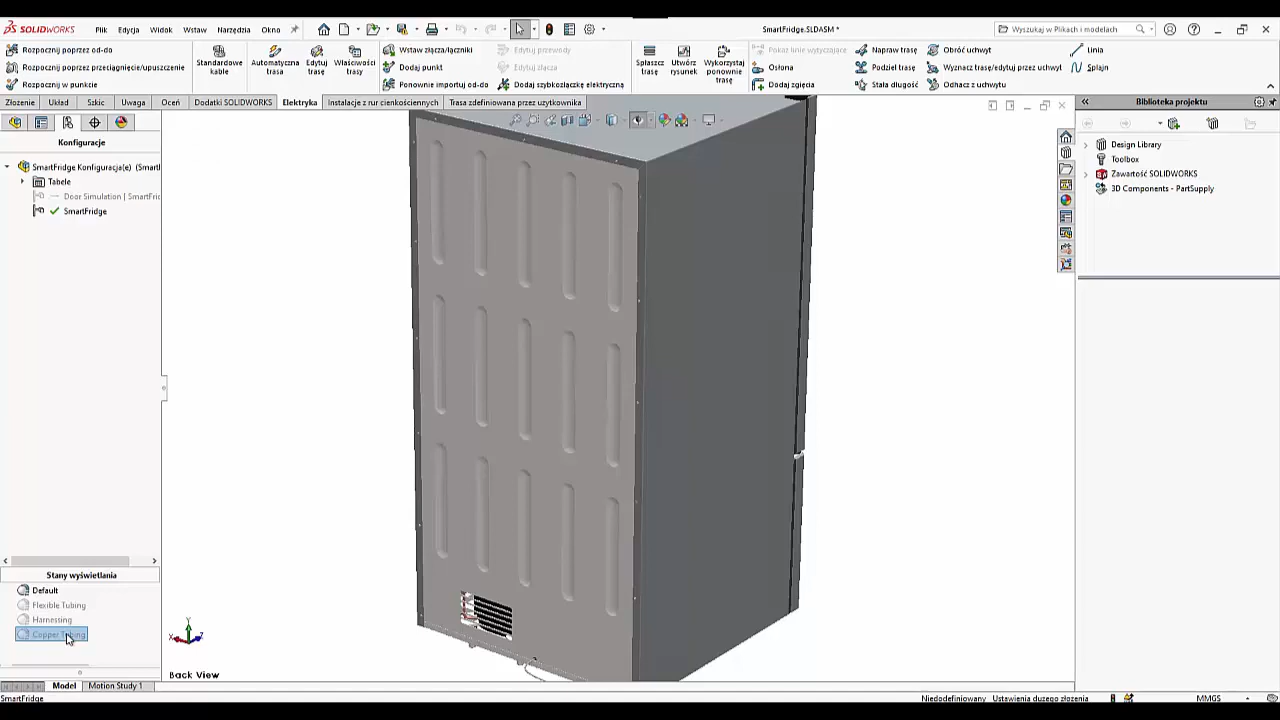 SOLIDWORKS
Plik Edycja Widok Wstaw Narzędzia Okno
SmartFridge.SLDASM *
Wyszukaj w Plikach i modelach
Rozpocznij poprzez od-do
Rozpocznij poprzez przeciągnięcie/upuszczenie
Rozpocznij w punkcie
Standardowe kable
Automatyczna trasa
Edytuj trasę
Właściwości trasy
Wstaw złącza/łączniki
Dodaj punkt
Ponownie importuj od-do
Edytuj przewody
Edytuj złącza
Dodaj szybkozłączkę elektryczną
Spłaszcz trasę
Utwórz rysunek
Wykorzystaj ponownie trasę
Pokaż linie wytyczające
Osłona
Dodaj zgięcia
Napraw trasę
Podziel trasę
Stała długość
Obróć uchwyt
Wyznacz trasę/edytuj przez uchwyt
Odhacz z uchwytu
Linia
Splajn
Złożenie Układ Szkic Uwaga Oceń Dodatki SOLIDWORKS Elektryka Instalacje z rur cienkościennych Trasa zdefiniowana przez użytkownika
Biblioteka projektu
Konfiguracje
SmartFridge Konfiguracja(e) (Smartl
Tabele
Door Simulation | SmartFric
SmartFridge
Design Library
Toolbox
Zawartość SOLIDWORKS
3D Components - PartSupply
Stany wyświetlania
Default
Flexible Tubing
Harnessing
Copper Tubing
Y
X
Z
Back View
Model Motion Study 1
SmartFridge
Niedodefiniowany Ustawienia dużego złożenia MMGS